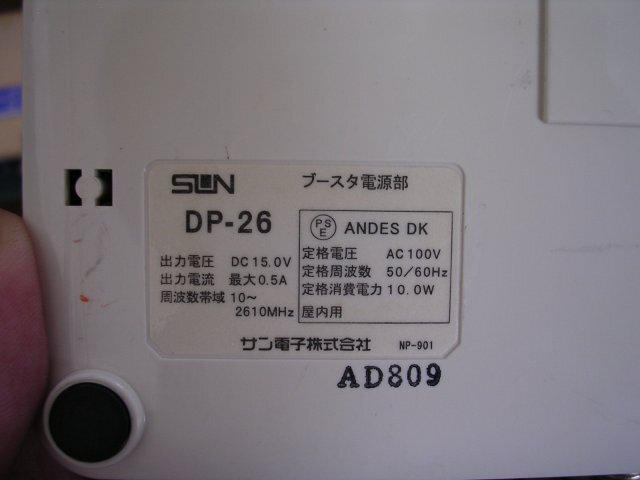 SUN ブースタ電源部
DP-26
出力電圧 DC15.0V
出力電流 最大0.5A
周波数帯域 10～
2610MHz
PSE ANDES DK
定格電圧 AC100V
定格周波数 50/60Hz
定格消費電力 10.0W
屋内用
サン電子株式会社 NP-901
AD809